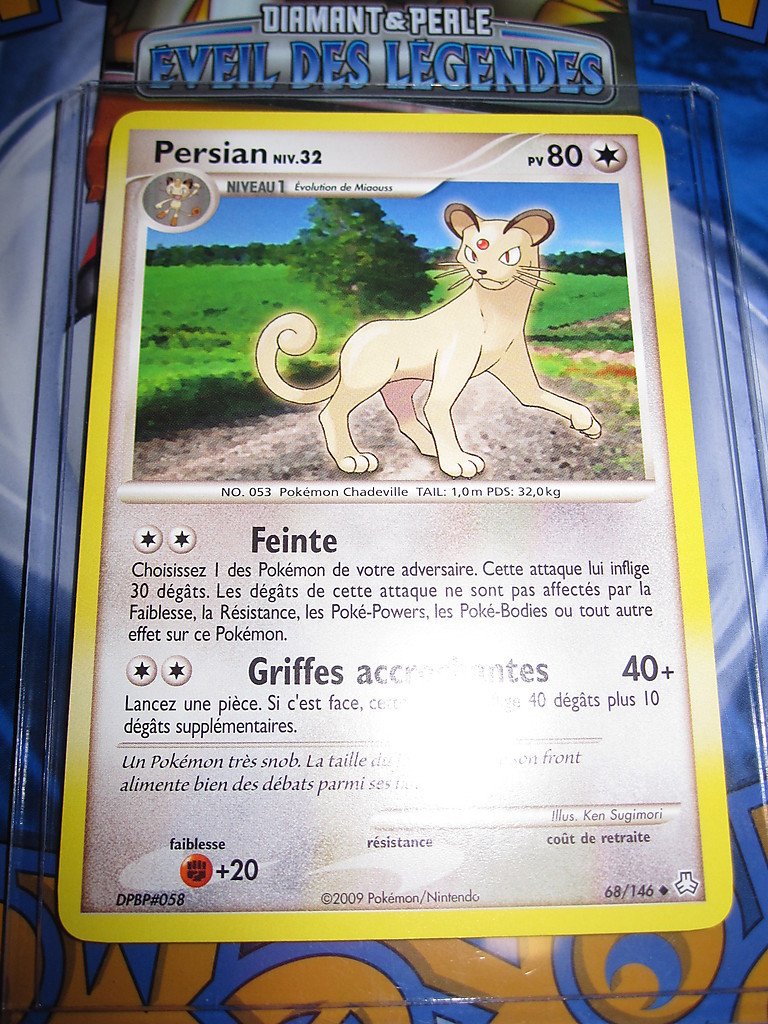 DIAMANT & PERLE
ÉVEIL DES LÉGENDES
Persian NIV.32
PV 80
NIVEAU 1 Évolution de Miaouss
NO. 053 Pokémon Chadeville TAIL: 1,0m PDS: 32,0kg
Feinte
Choisissez 1 des Pokémon de votre adversaire. Cette attaque lui inflige
30 dégâts. Les dégâts de cette attaque ne sont pas affectés par la
Faiblesse, la Résistance, les Poké-Powers, les Poké-Bodies ou tout autre
effet sur ce Pokémon.
Griffes accrochantes 40+
Lancez une pièce. Si c'est face, 40 dégâts plus 10
dégâts supplémentaires.
Un Pokémon très snob. La taille du son front
alimente bien des débats parmi ses
Illus. Ken Sugimori
faiblesse
résistance
coût de retraite
+20
DPBP#058
©2009 Pokémon/Nintendo
68/146